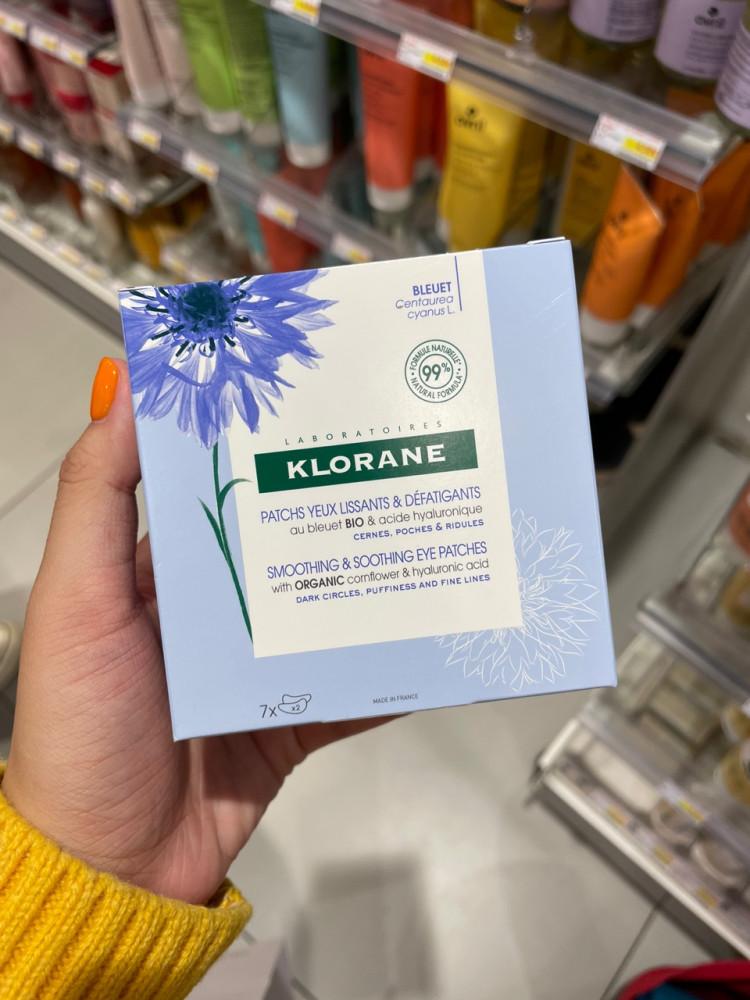 BLEUET
Centaurea
cyanus L.
FORMULE NATURELLE
99%
NATURAL FORMULA
LABORATOIRES
KLORANE
PATCHS YEUX LISSANTS & DÉFATIGANTS
au bleuet BIO & acide hyaluronique
CERNES, POCHES & RIDULES
SMOOTHING & SOOTHING EYE PATCHES
with ORGANIC cornflower & hyaluronic acid
DARK CIRCLES, PUFFINESS AND FINE LINES
7x x2
MADE IN FRANCE
avril